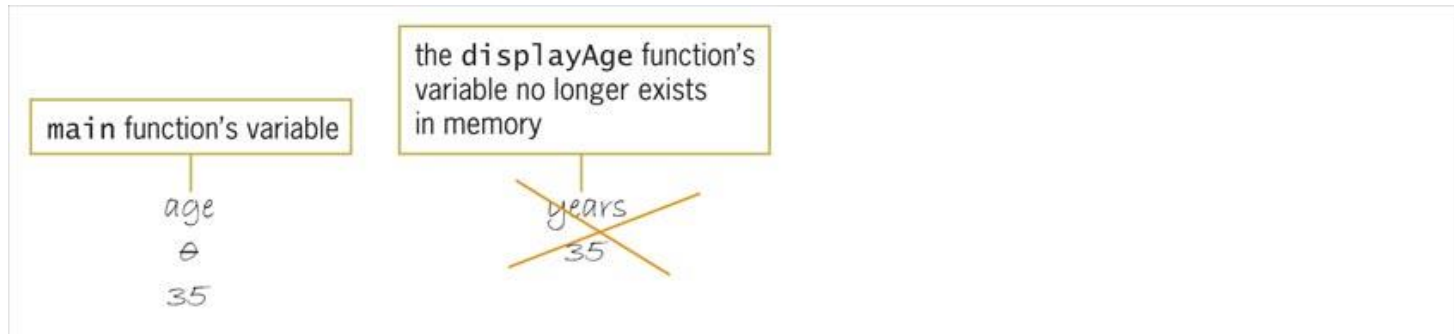 main function's variable
age
0
35
the displayAge function's
variable no longer exists
in memory
years
35